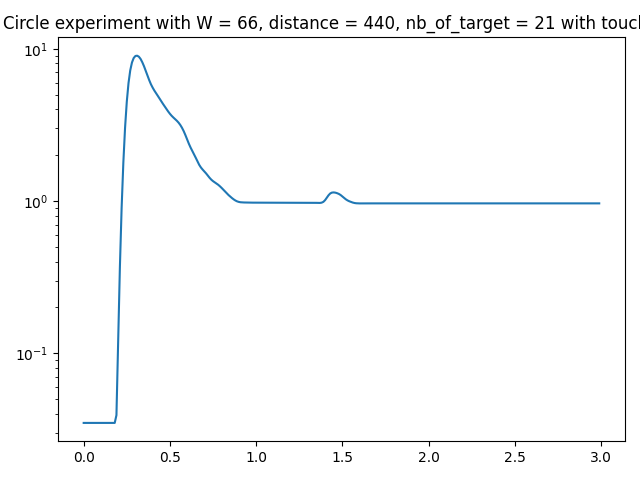 Circle experiment with W = 66, distance = 440, nb_of_target = 21 with
10¹
10⁰
10⁻¹
0.0 0.5 1.0 1.5 2.0 2.5 3.0